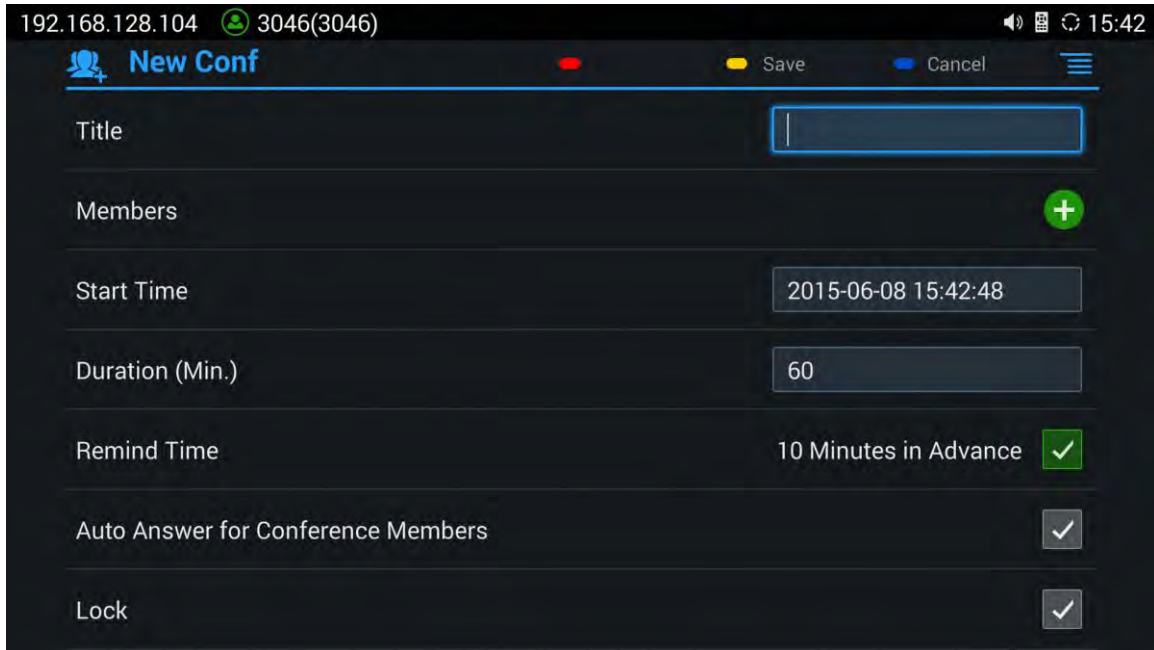 192.168.128.104 3046(3046) 15:42
New Conf Save Cancel
Title
Members
Start Time 2015-06-08 15:42:48
Duration (Min.) 60
Remind Time 10 Minutes in Advance
Auto Answer for Conference Members
Lock